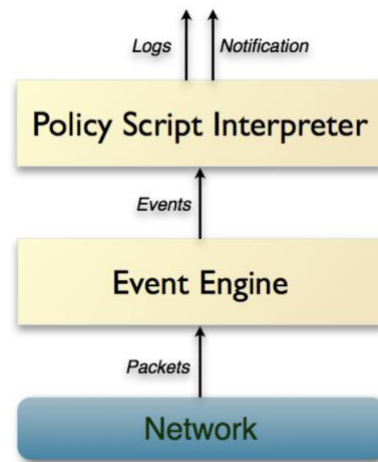 Logs Notification
Policy Script Interpreter
Events
Event Engine
Packets
Network